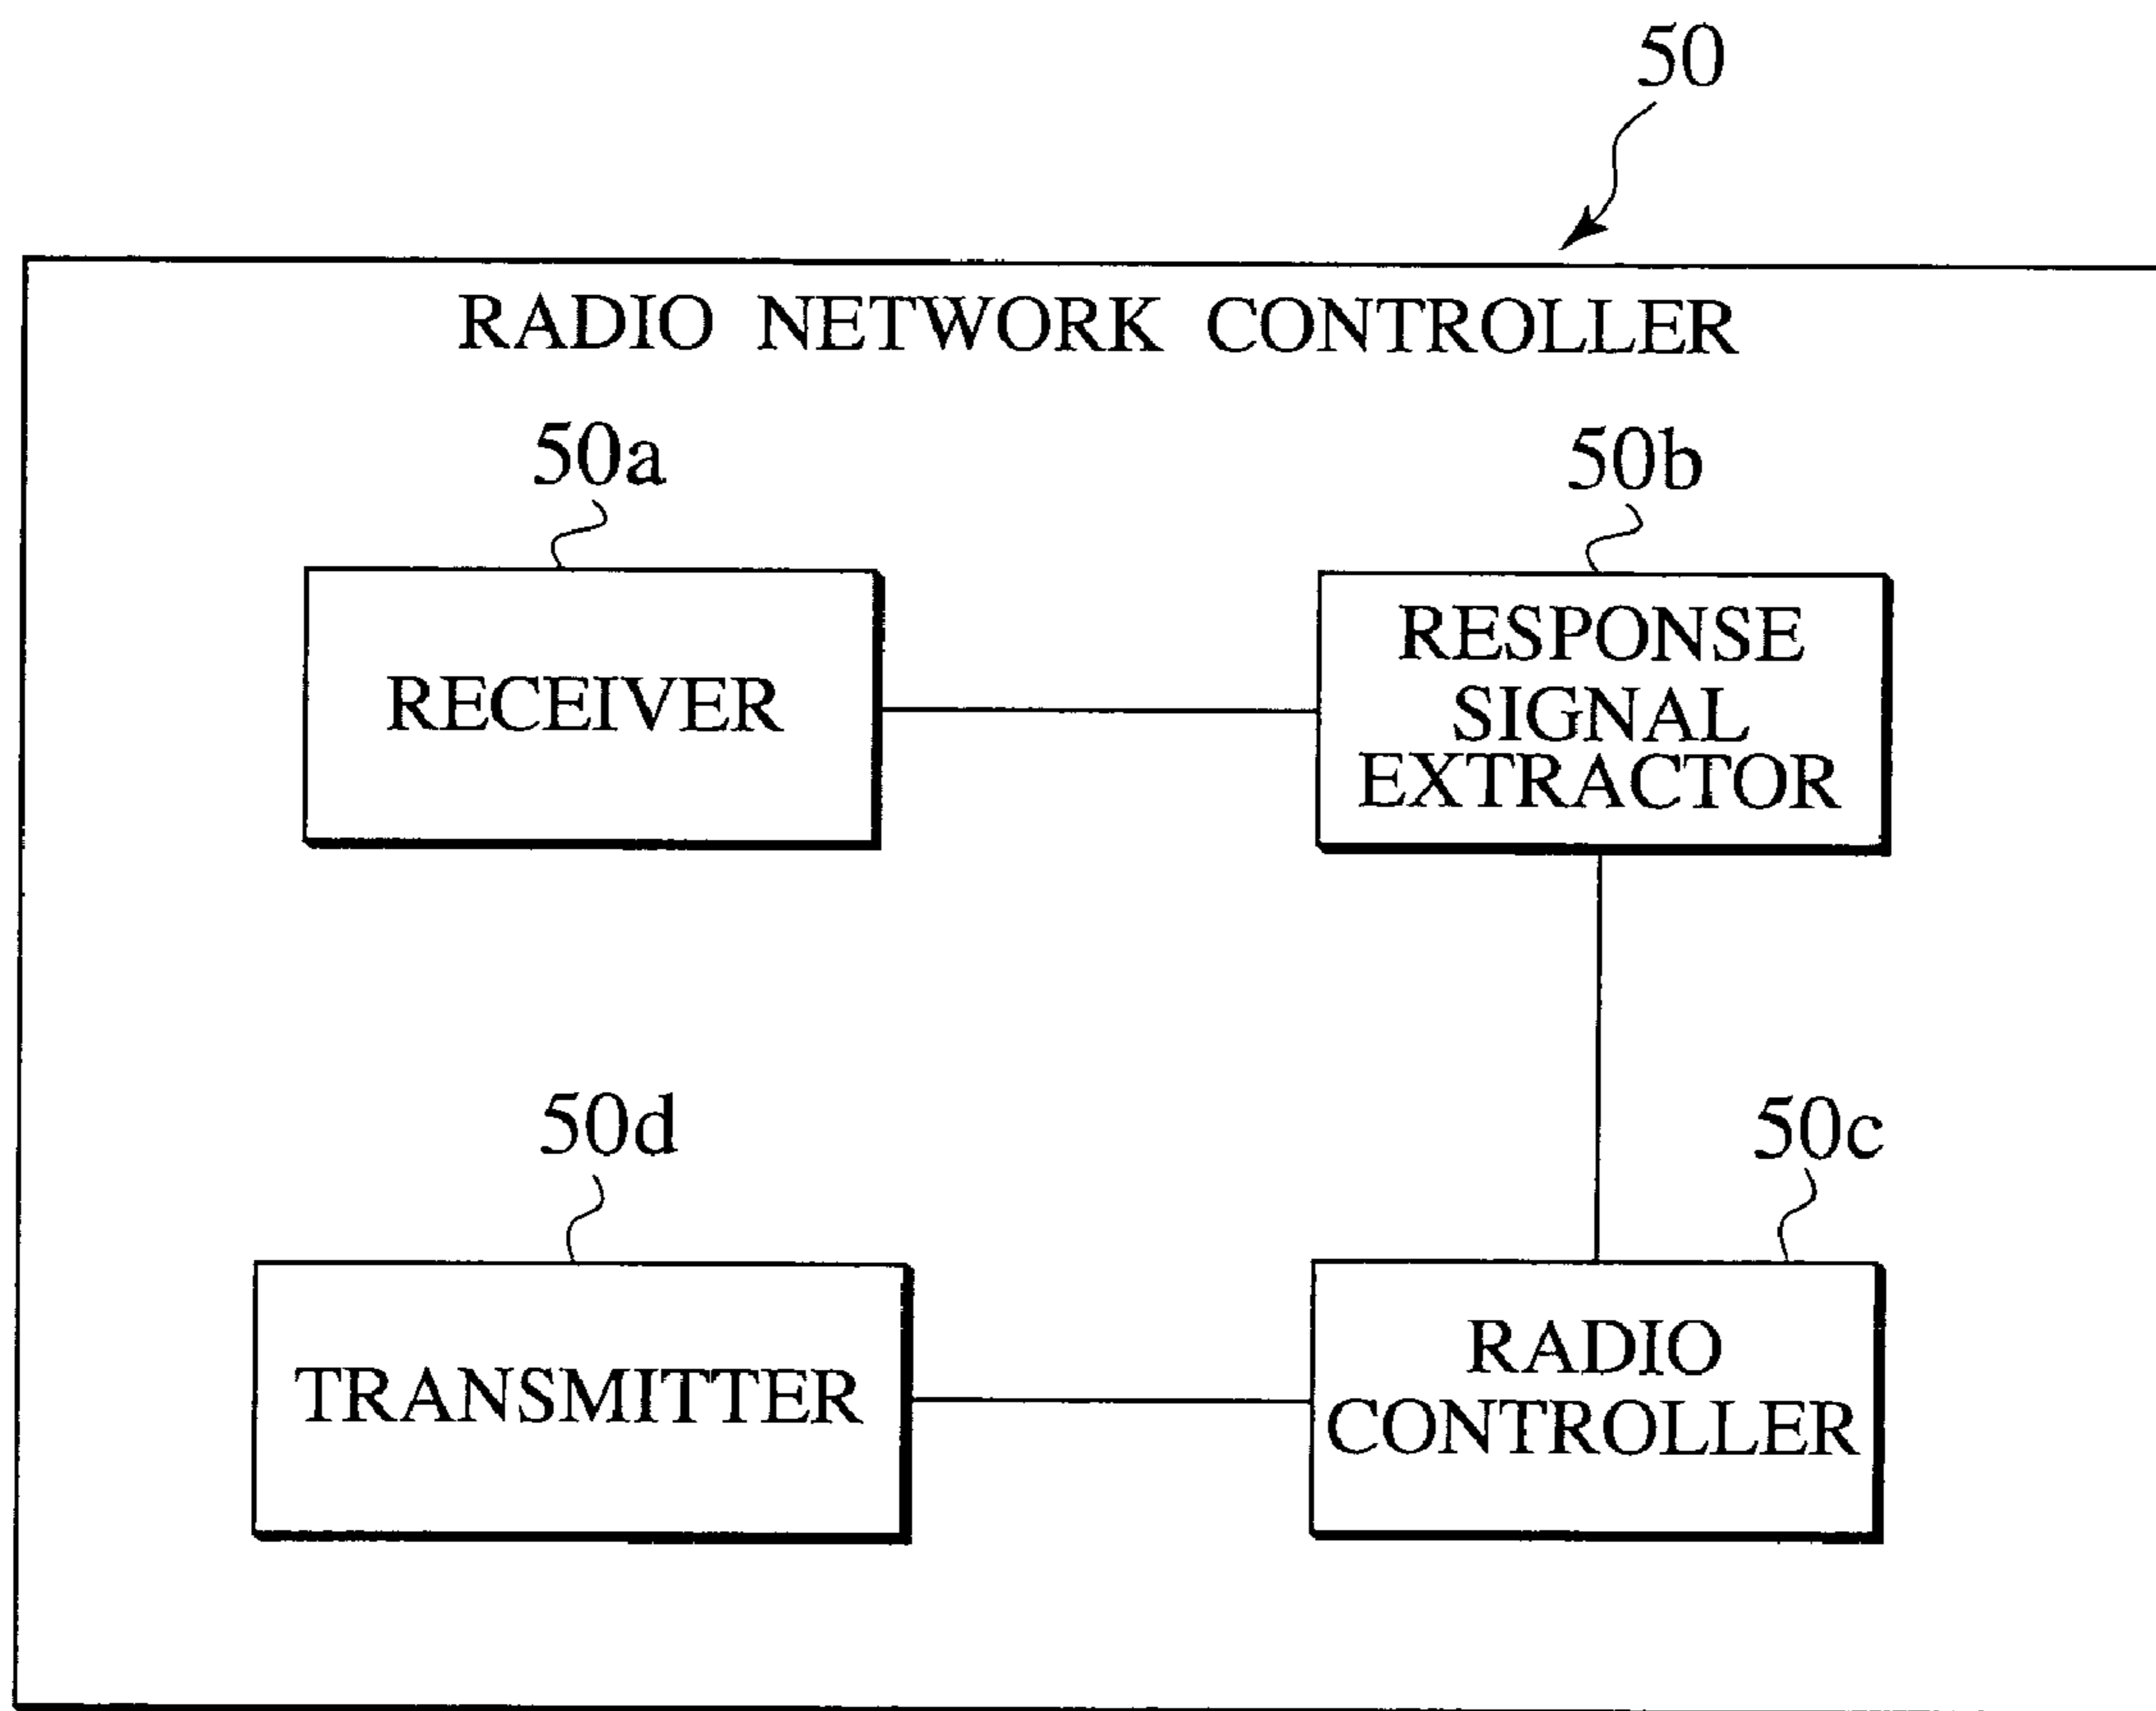 50
RADIO NETWORK CONTROLLER
50a
50b
RECEIVER
RESPONSE
SIGNAL
EXTRACTOR
50d
50c
TRANSMITTER
RADIO
CONTROLLER